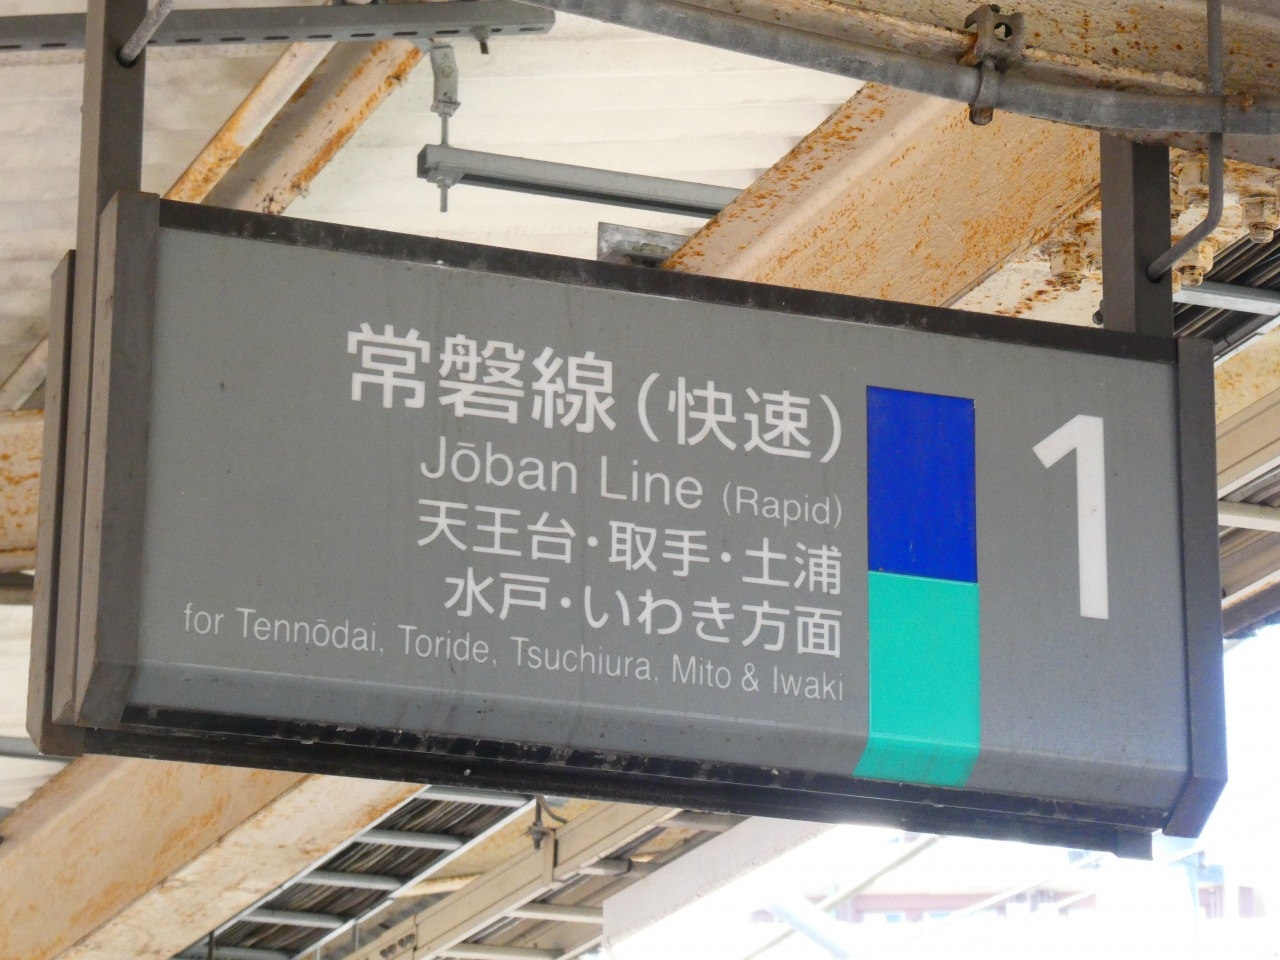 常磐線(快速)
Jōban Line (Rapid)
天王台・取手・土浦
水戸・いわき方面
for Tennōdai, Toride, Tsuchiura, Mito & Iwaki
1